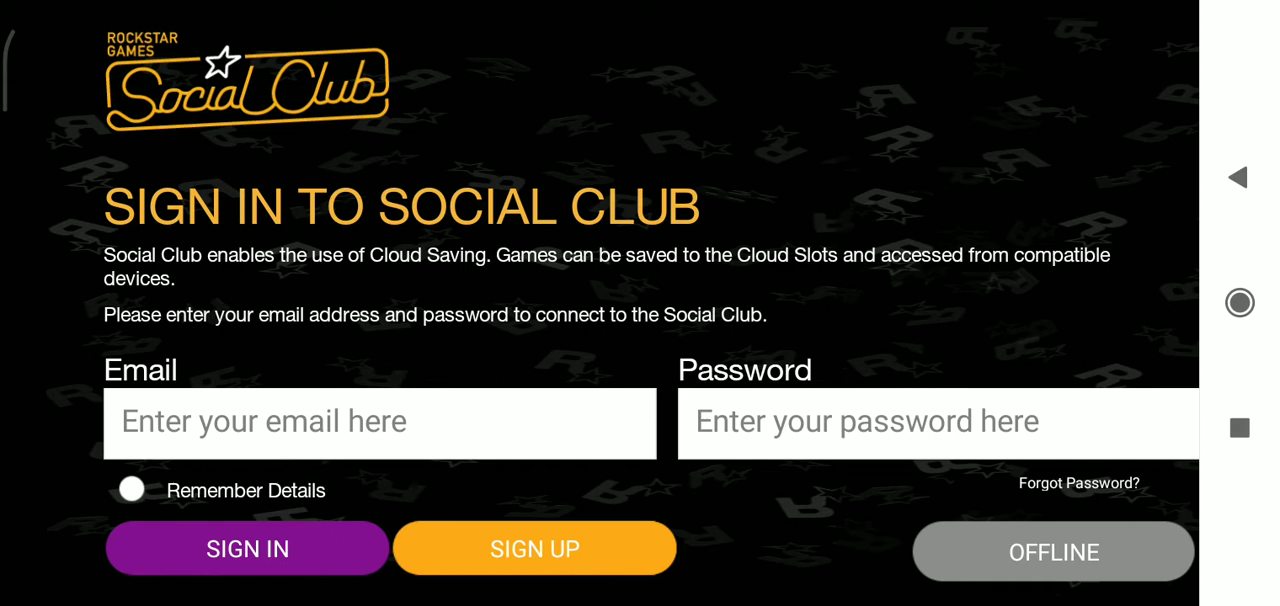 ROCKSTAR
GAMES
Social Club
SIGN IN TO SOCIAL CLUB
Social Club enables the use of Cloud Saving. Games can be saved to the Cloud Slots and accessed from compatible
devices.
Please enter your email address and password to connect to the Social Club.
Email Password
Enter your email here Enter your password here
Remember Details Forgot Password?
SIGN IN SIGN UP OFFLINE